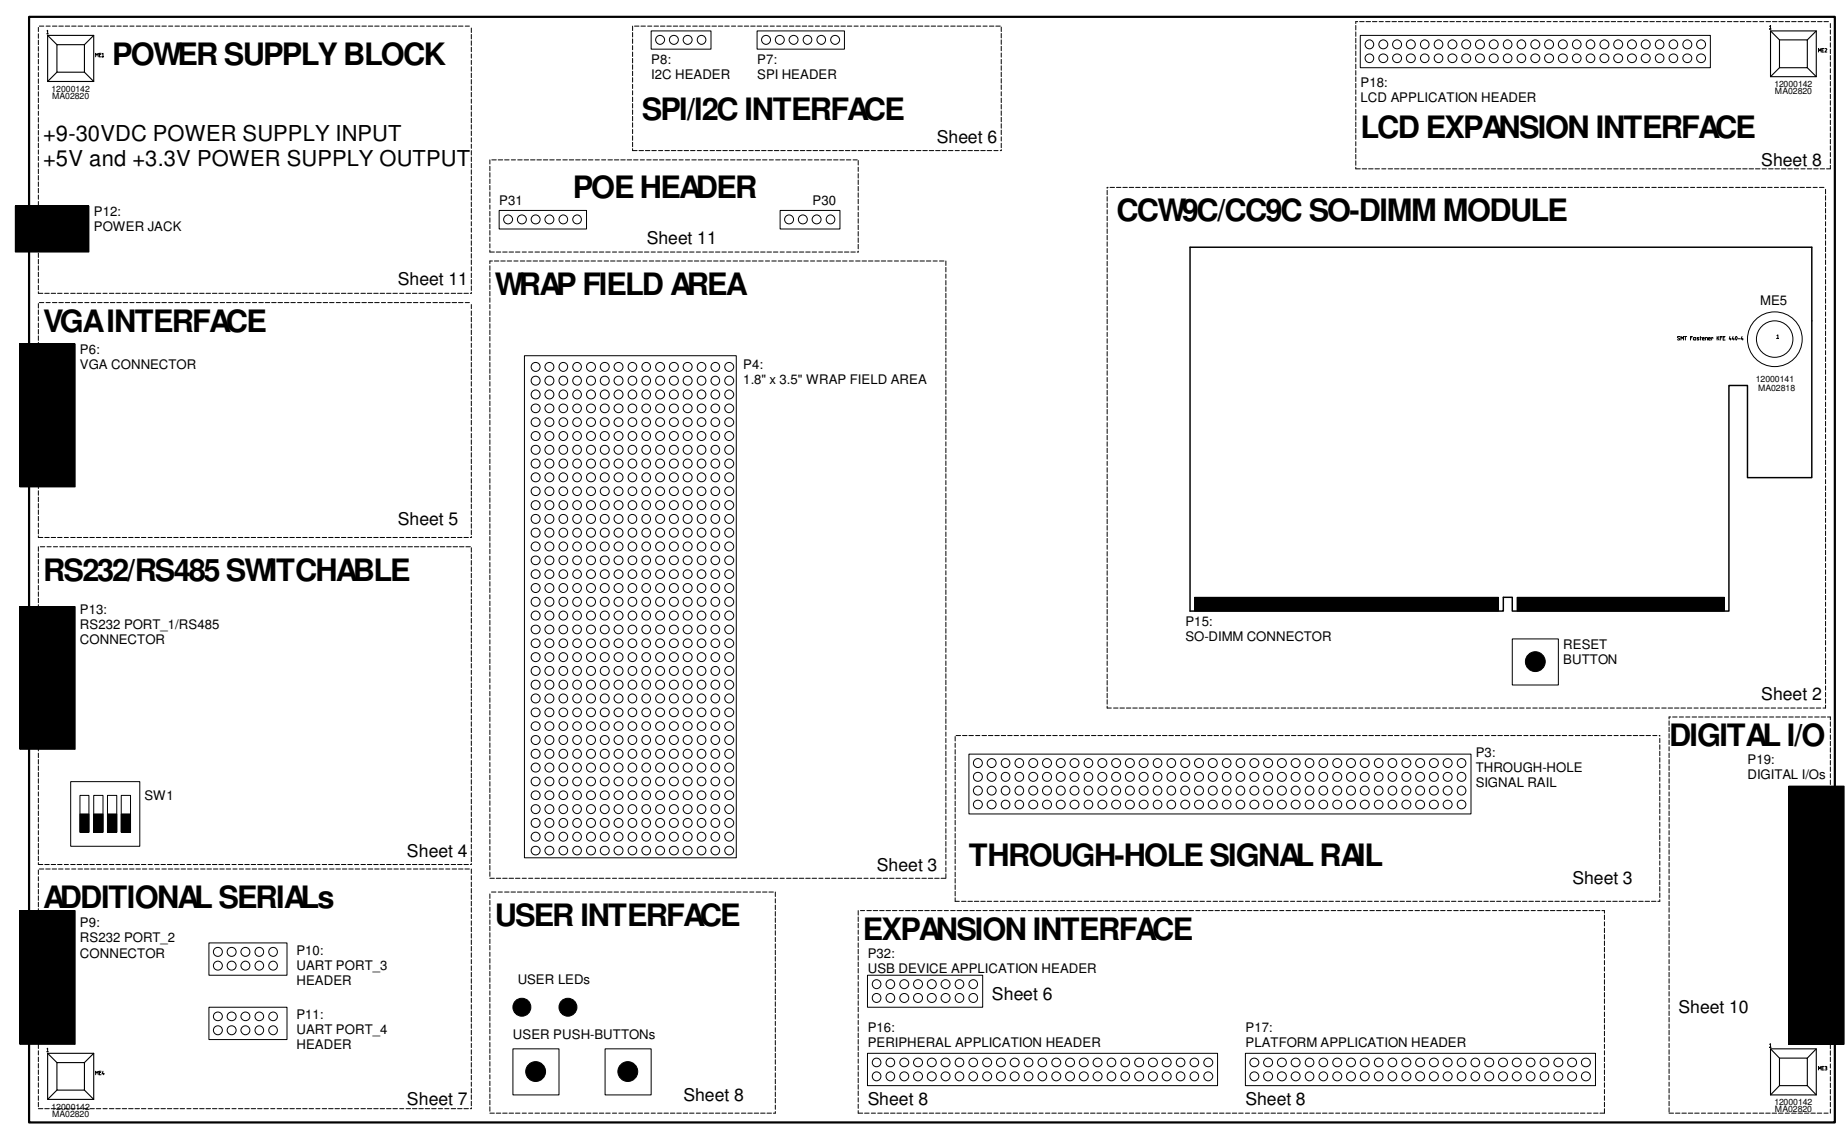 1
ME1
POWER SUPPLY BLOCK
12000142
MA02820
+9-30VDC POWER SUPPLY INPUT
+5V and +3.3V POWER SUPPLY OUTPUT
P12:
POWER JACK
Sheet 11
VGA INTERFACE
P6:
VGA CONNECTOR
Sheet 5
RS232/RS485 SWITCHABLE
P13:
RS232 PORT_1/RS485
CONNECTOR
SW1
Sheet 4
ADDITIONAL SERIALs
P9:
RS232 PORT_2
CONNECTOR
P10:
UART PORT_3
HEADER
P11:
UART PORT_4
HEADER
1
ME4
12000142
MA02820
Sheet 7
P8:
I2C HEADER
P7:
SPI HEADER
SPI/I2C INTERFACE
Sheet 6
POE HEADER
P31
P30
Sheet 11
WRAP FIELD AREA
P4:
1.8" x 3.5" WRAP FIELD AREA
Sheet 3
USER INTERFACE
USER LEDs
USER PUSH-BUTTONs
Sheet 8
P18:
LCD APPLICATION HEADER
LCD EXPANSION INTERFACE
Sheet 8
1
ME2
12000142
MA02820
CCW9C/CC9C SO-DIMM MODULE
ME5
SMT Fastener KFE 440-4
1
12000141
MA02818
P15:
SO-DIMM CONNECTOR
RESET
BUTTON
Sheet 2
P3:
THROUGH-HOLE
SIGNAL RAIL
THROUGH-HOLE SIGNAL RAIL
Sheet 3
DIGITAL I/O
P19:
DIGITAL I/Os
Sheet 10
EXPANSION INTERFACE
P32:
USB DEVICE APPLICATION HEADER
Sheet 6
P16:
PERIPHERAL APPLICATION HEADER
Sheet 8
P17:
PLATFORM APPLICATION HEADER
Sheet 8
1
ME3
12000142
MA02820